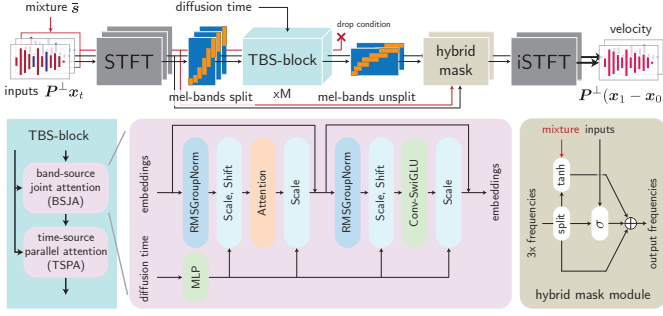 mixture s̄
diffusion time
drop condition
velocity
STFT
TBS-block
hybrid
mask
iSTFT
inputs P⊥xₜ
xM
mel-bands split
mel-bands unsplit
P⊥(x₁ − x₀
TBS-block
band-source
joint attention
(BSJA)
time-source
parallel attention
(TSPA)
embeddings
RMSGroupNorm
Scale, Shift
Attention
Scale
RMSGroupNorm
Scale, Shift
Conv-SwiGLU
Scale
embeddings
diffusion time
MLP
mixture inputs
tanh
3x frequencies
split
σ
output frequencies
hybrid mask module